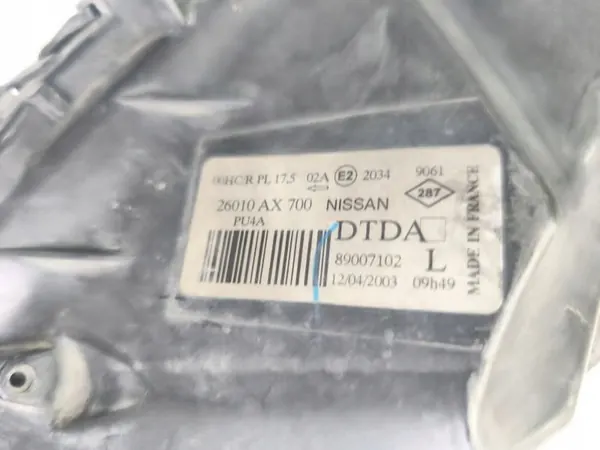 HC/R PL 17,5 02A E2 2034 9061
26010 AX 700 NISSAN 287
PU4A DTDA
89007102 L
12/04/2003 09h49
MADE IN FRANCE